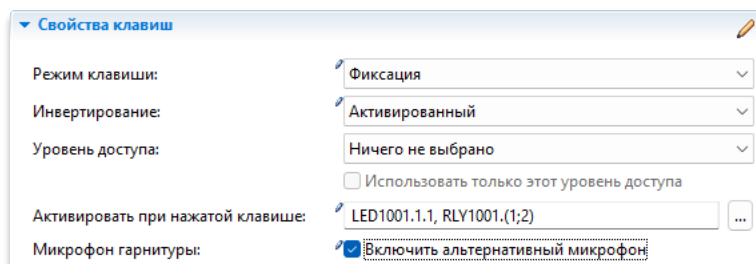 Свойства клавиш
Режим клавиши: Фиксация
Инвертирование: Активированный
Уровень доступа: Ничего не выбрано
Использовать только этот уровень доступа
Активировать при нажатой клавише: LED1001.1.1, RLY1001.(1;2) ...
Микрофон гарнитуры: Включить альтернативный микрофон